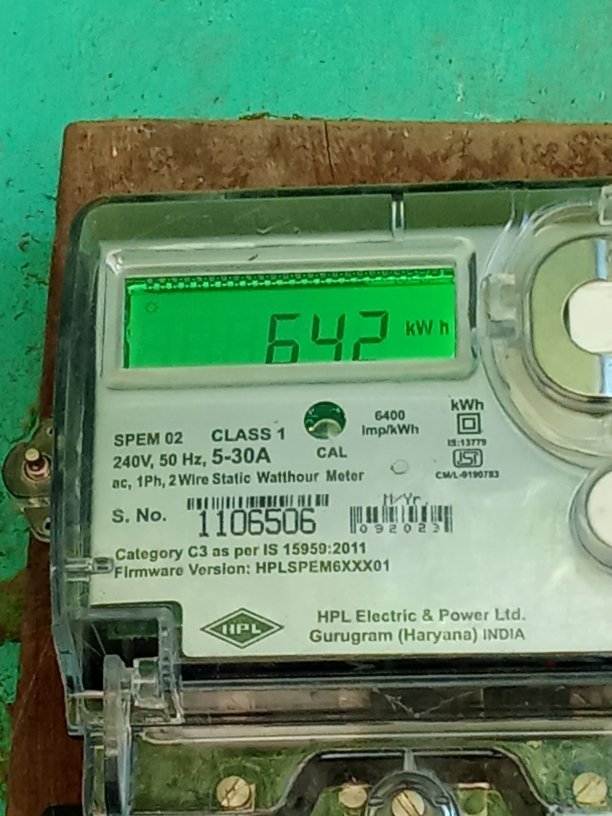 642 kW h
6400
Imp/kWh
kWh
SPEM 02 CLASS 1
CAL
IS:13779
240V, 50 Hz, 5-30A
ac, 1Ph, 2 Wire Static Watthour Meter
CM/L-9190783
S. No. 1106506
M/Yr.
092023
Category C3 as per IS 15959:2011
Firmware Version: HPLSPEM6XXX01
HPL
HPL Electric & Power Ltd.
Gurugram (Haryana) INDIA